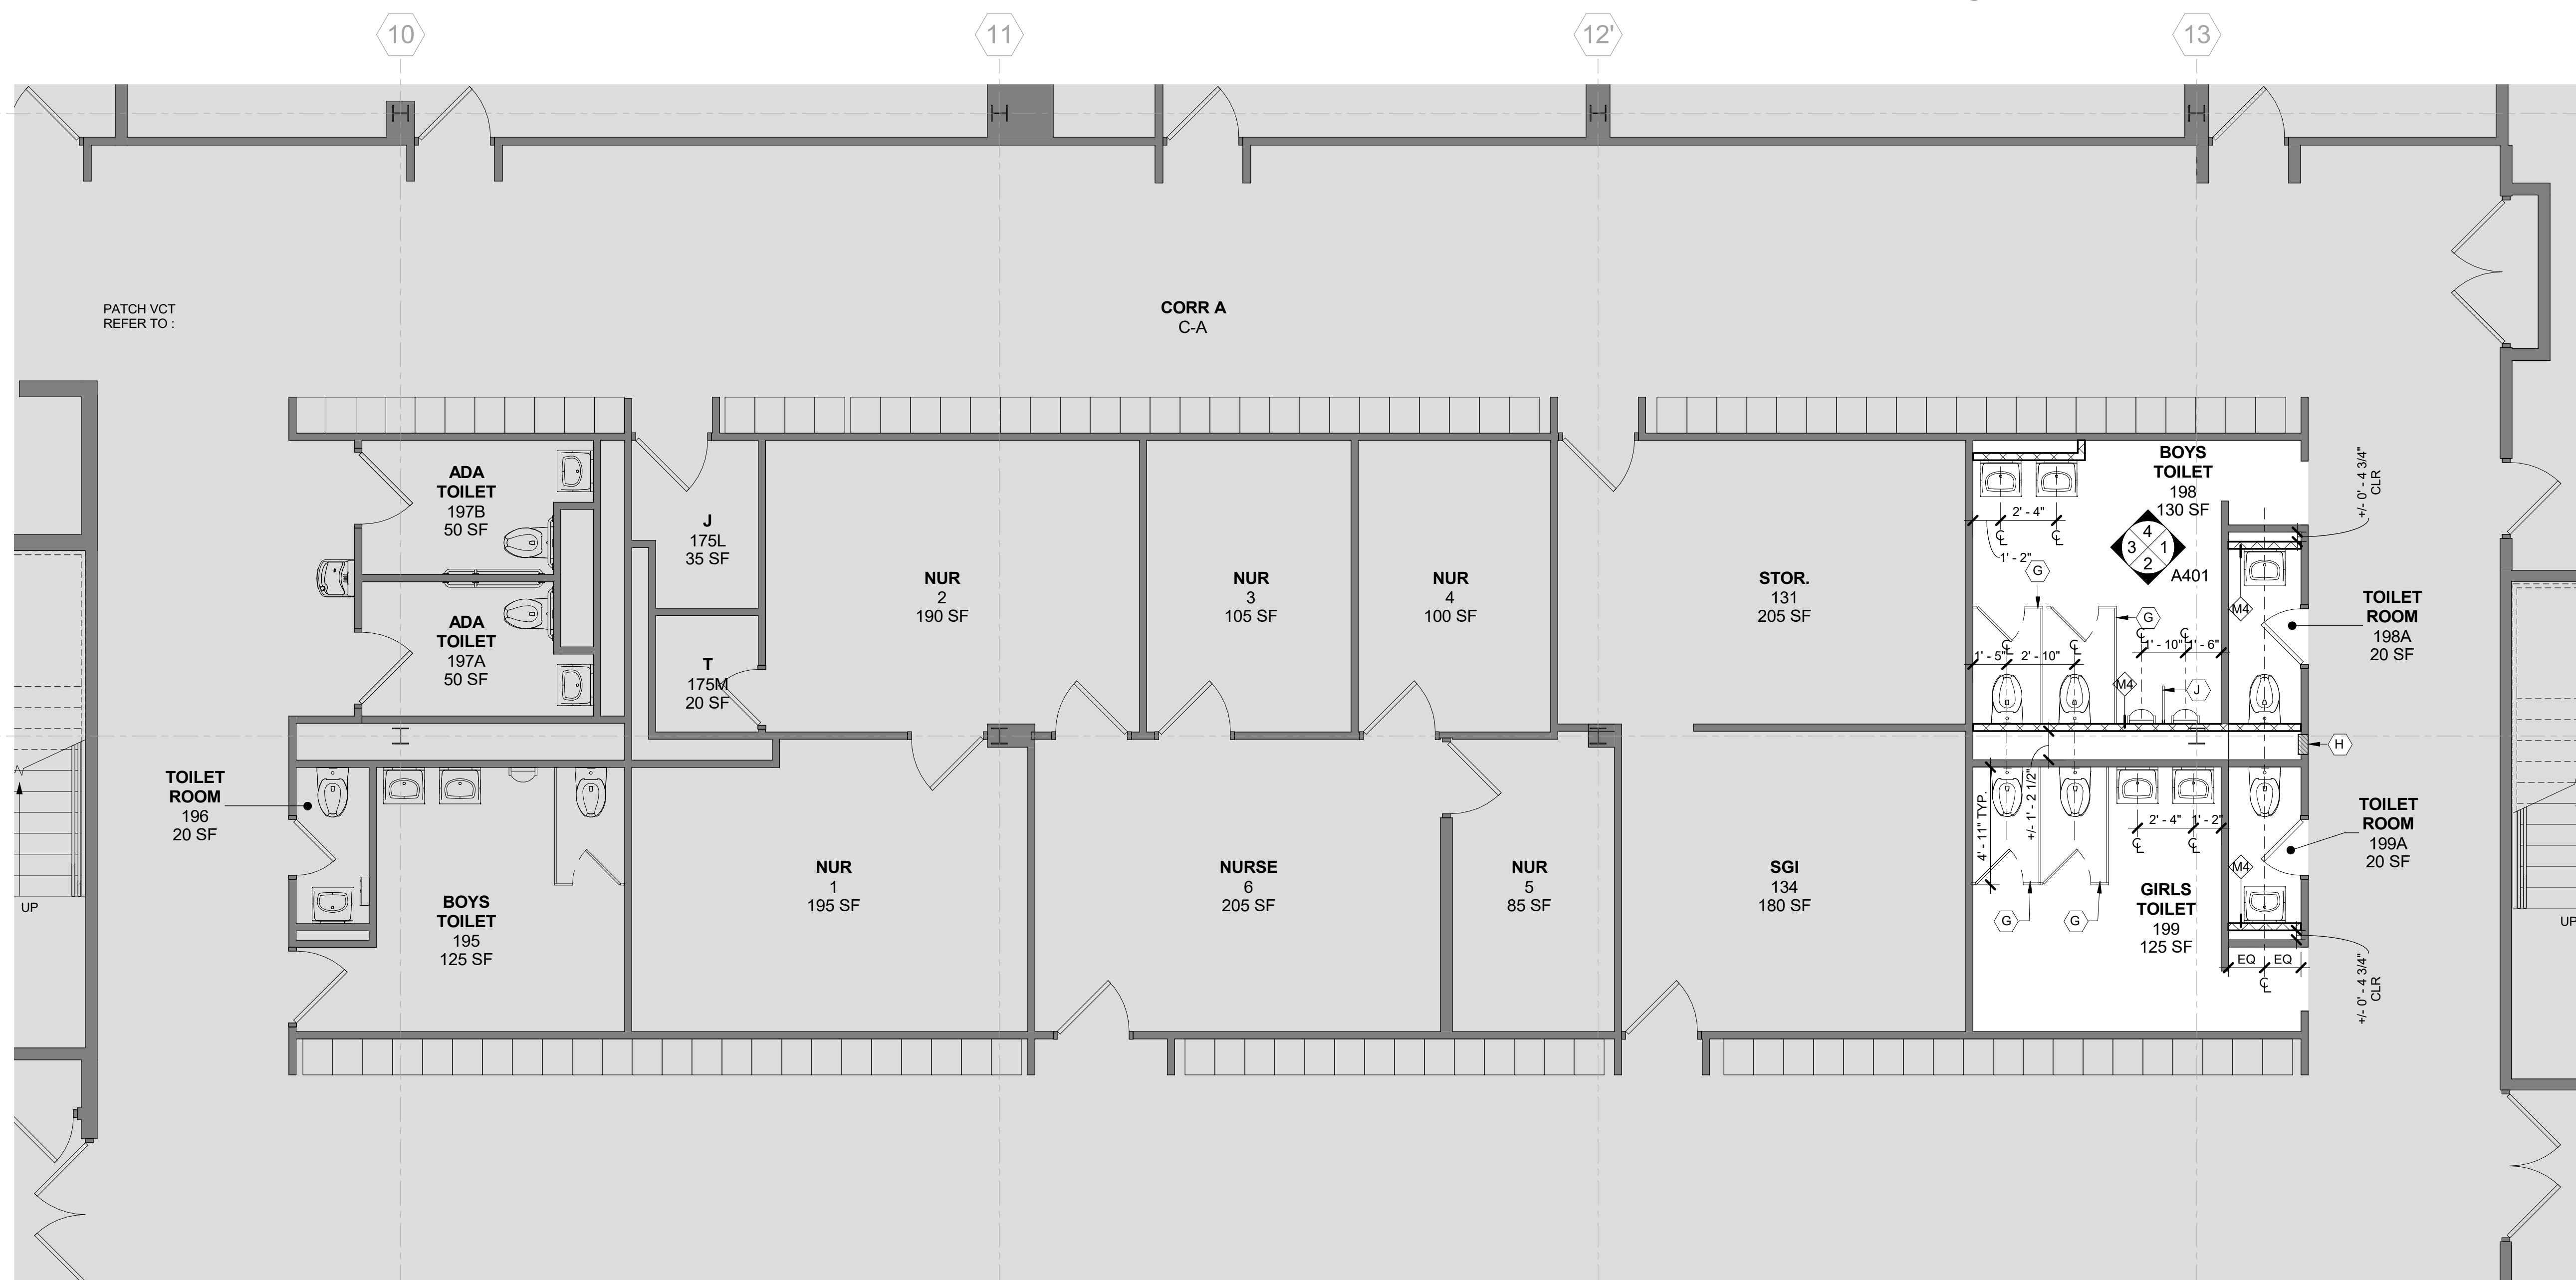 10
11
12'
13
PATCH VCT
REFER TO :
CORR A
C-A
ADA
TOILET
197B
50 SF
ADA
TOILET
197A
50 SF
J
175L
35 SF
T
175M
20 SF
NUR
2
190 SF
NUR
3
105 SF
NUR
4
100 SF
STOR.
131
205 SF
BOYS
TOILET
198
130 SF
4
3 1
2
A401
2' - 4"
1' - 2"
G
G
1' - 5"
2' - 10"
1' - 10"
1' - 6"
M4
J
M4
+/- 0' - 4 3/4"
CLR
TOILET
ROOM
198A
20 SF
H
TOILET
ROOM
196
20 SF
BOYS
TOILET
195
125 SF
NUR
1
195 SF
NURSE
6
205 SF
NUR
5
85 SF
SGI
134
180 SF
4' - 11" TYP.
+/- 1' - 2 1/2"
2' - 4"
1' - 2"
G
G
M4
GIRLS
TOILET
199
125 SF
EQ
EQ
TOILET
ROOM
199A
20 SF
+/- 0' - 4 3/4"
CLR
UP
UP